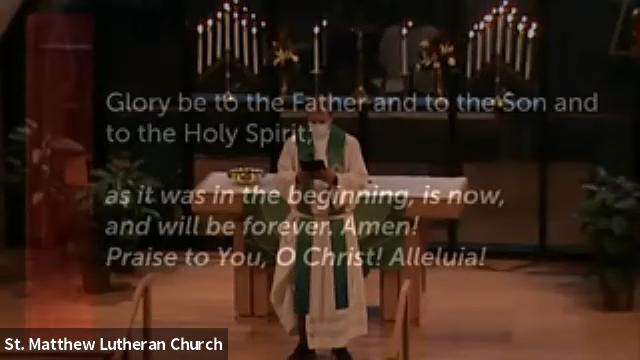 Glory be to the Father and to the Son and
to the Holy Spirit;
as it was in the beginning, is now,
and will be forever. Amen!
Praise to You, O Christ! Alleluia!
St. Matthew Lutheran Church